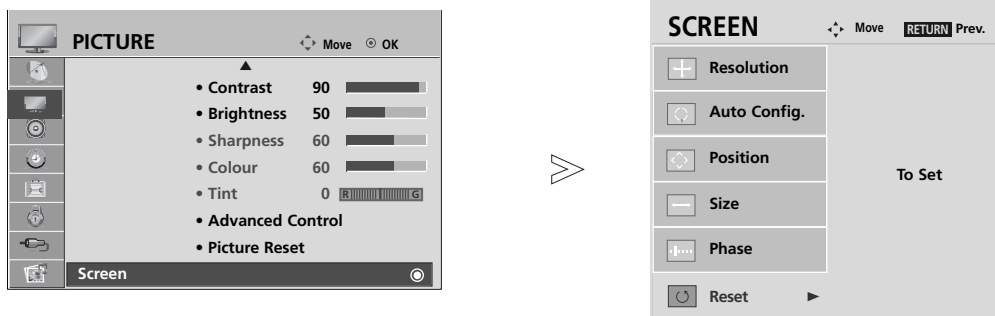 PICTURE Move OK
• Contrast 90
• Brightness 50
• Sharpness 60
• Colour 60
• Tint 0 R G
• Advanced Control
• Picture Reset
Screen
SCREEN Move RETURN Prev.
Resolution
Auto Config.
Position
Size
Phase
Reset
To Set